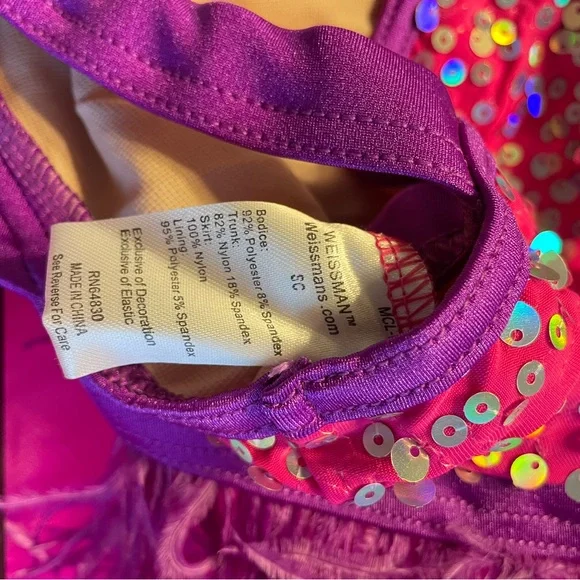 WEISSMAN™
Weissmans.com
SC
Bodice:
92% Polyester 8% Spandex
Trunk:
82% Nylon 18% Spandex
Skirt:
100% Nylon
Lining:
95% Polyester 5% Spandex
Exclusive of Decoration
Exclusive of Elastic
RN64830
MADE IN CHINA
See Reverse For Care
MCL